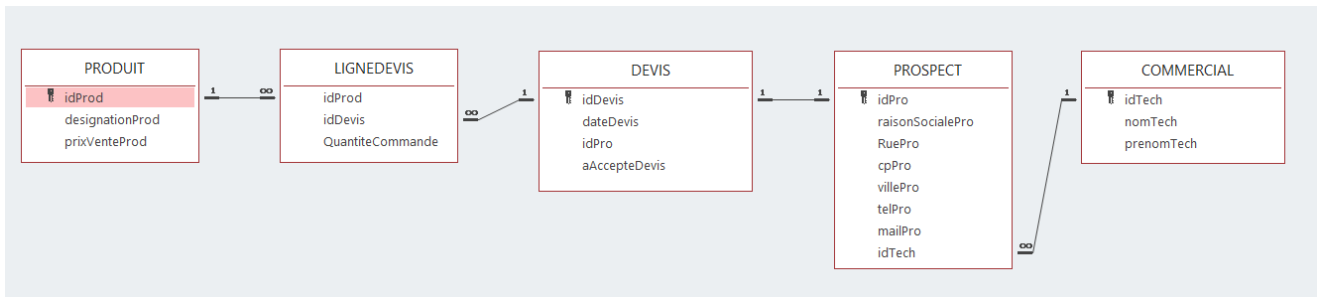 PRODUIT
idProd
designationProd
prixVenteProd
1 ∞
LIGNEDEVIS
idProd
idDevis
QuantiteCommande
∞ 1
DEVIS
idDevis
dateDevis
idPro
aAccepteDevis
1 1
PROSPECT
idPro
raisonSocialePro
RuePro
cpPro
villePro
telPro
mailPro
idTech
∞ 1
COMMERCIAL
idTech
nomTech
prenomTech